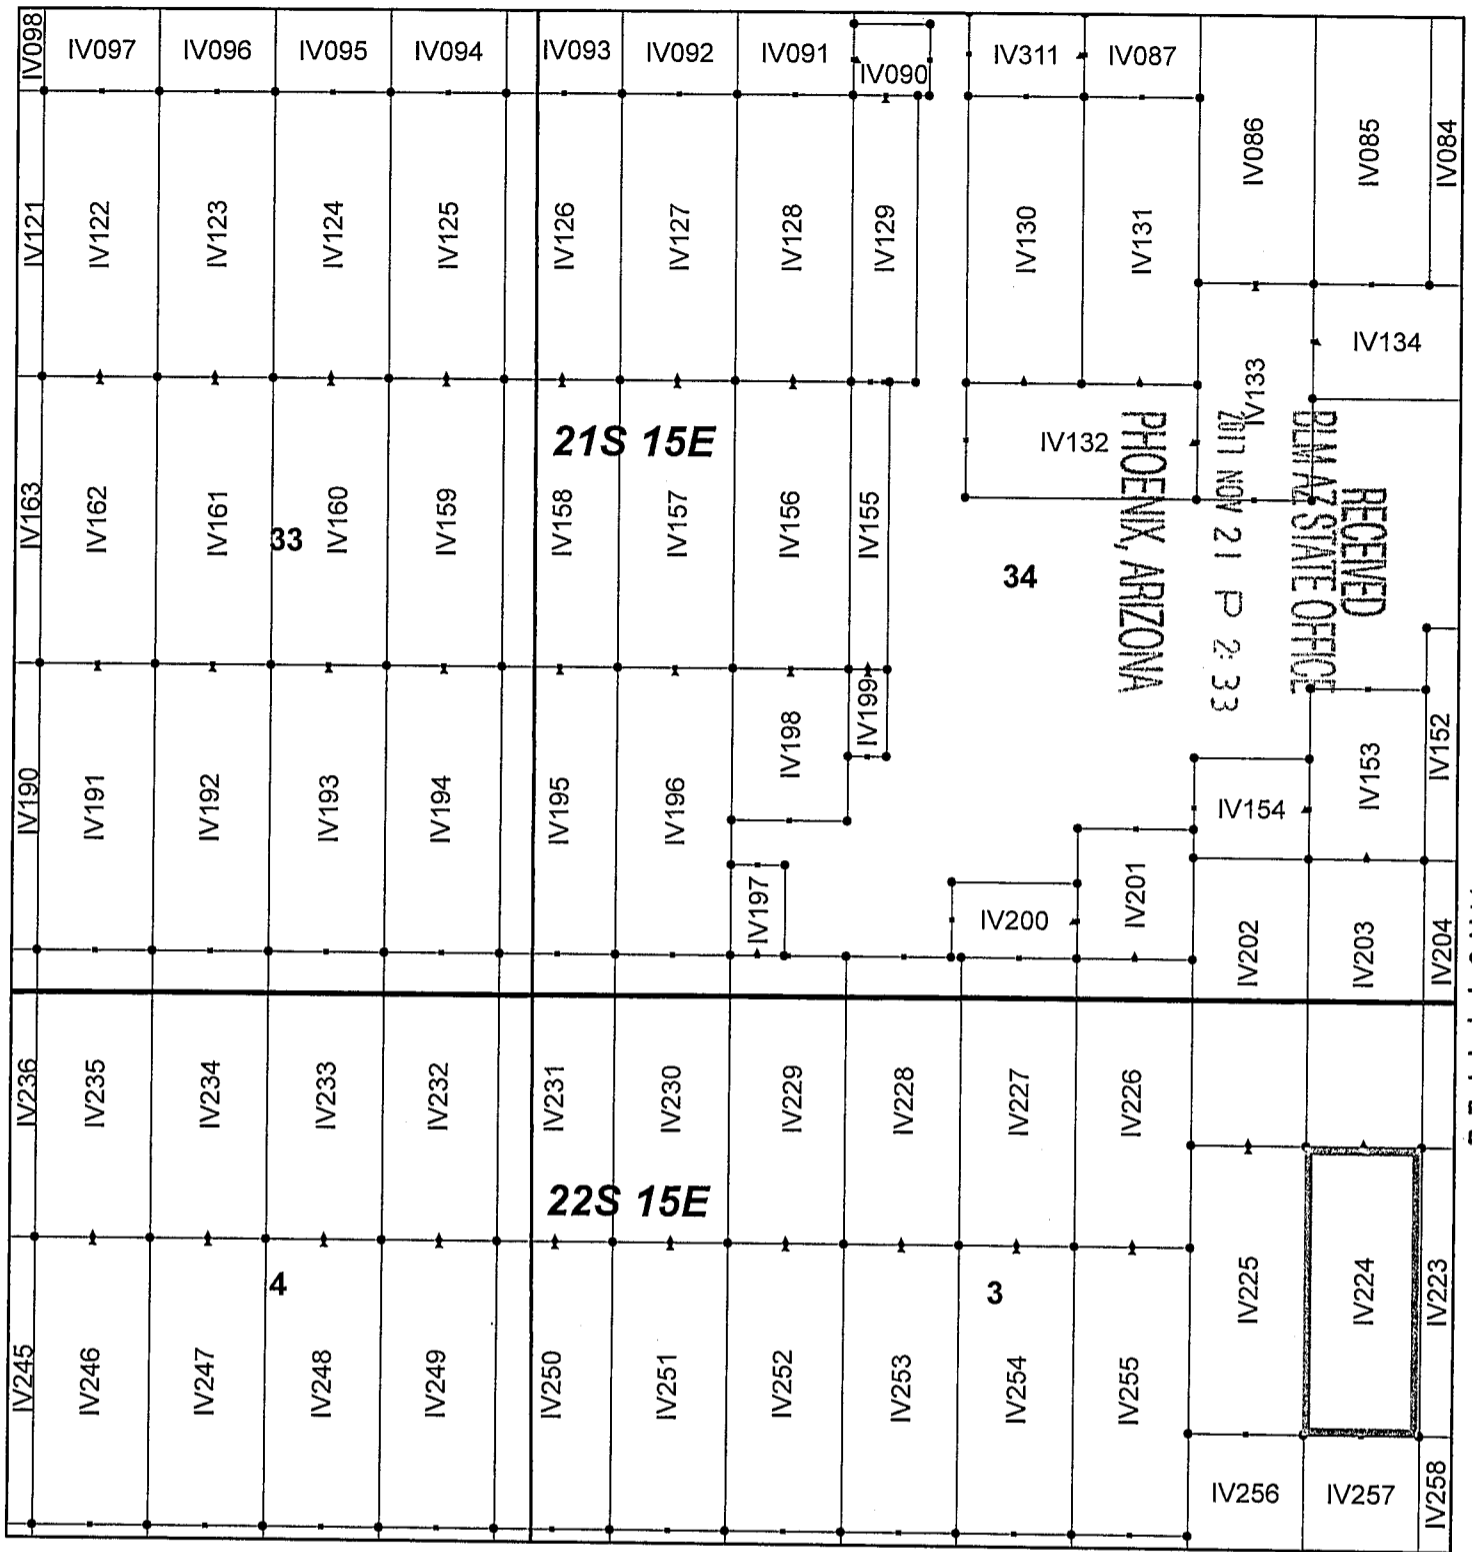 IV098 IV097 IV096 IV095 IV094 IV093 IV092 IV091 IV090 IV311 IV087
IV086 IV085 IV084
IV121 IV122 IV123 IV124 IV125 IV126 IV127 IV128 IV129 IV130 IV131
IV133 IV134
21S 15E
IV132
IV163 IV162 IV161 33 IV160 IV159 IV158 IV157 IV156 IV155
34
RECEIVED
BLM AZ STATE OFFICE
2011 NOV 21 P 2:33
PHOENIX, ARIZONA
IV199 IV198
IV190 IV191 IV192 IV193 IV194 IV195 IV196
IV154 IV153 IV152
IV197 IV200 IV201 IV202 IV203 IV204
IV236 IV235 IV234 IV233 IV232 IV231 IV230 IV229 IV228 IV227 IV226
22S 15E
4
3
IV225 IV224 IV223
IV245 IV246 IV247 IV248 IV249 IV250 IV251 IV252 IV253 IV254 IV255
IV256 IV257 IV258